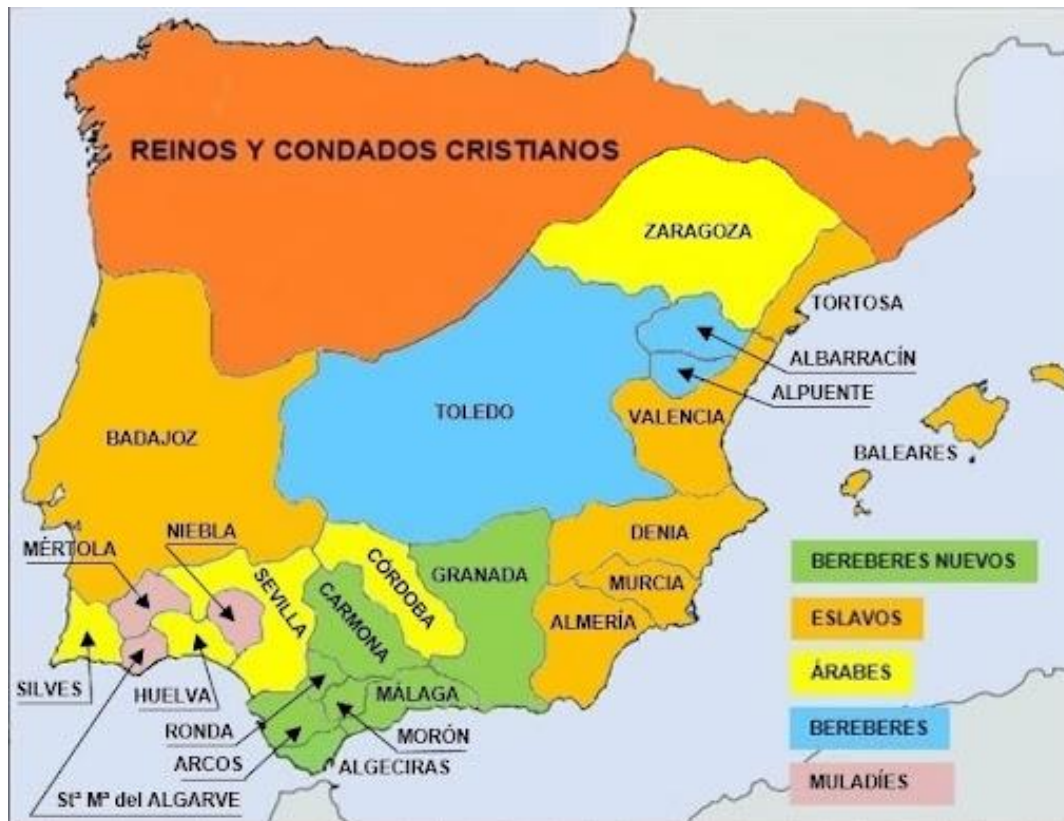 REINOS Y CONDADOS CRISTIANOS
ZARAGOZA
TORTOSA
ALBARRACÍN
ALPUENTE
TOLEDO
VALENCIA
BADAJOZ
BALEARES
DENIA
NIEBLA
MÉRTOLA
SEVILLA
CÓRDOBA
GRANADA
MURCIA
CARMONA
ALMERÍA
SILVES
HUELVA
MÁLAGA
RONDA
MORÓN
ARCOS
ALGECIRAS
Stª Mª del ALGARVE
BEREBERES NUEVOS
ESLAVOS
ÁRABES
BEREBERES
MULADÍES